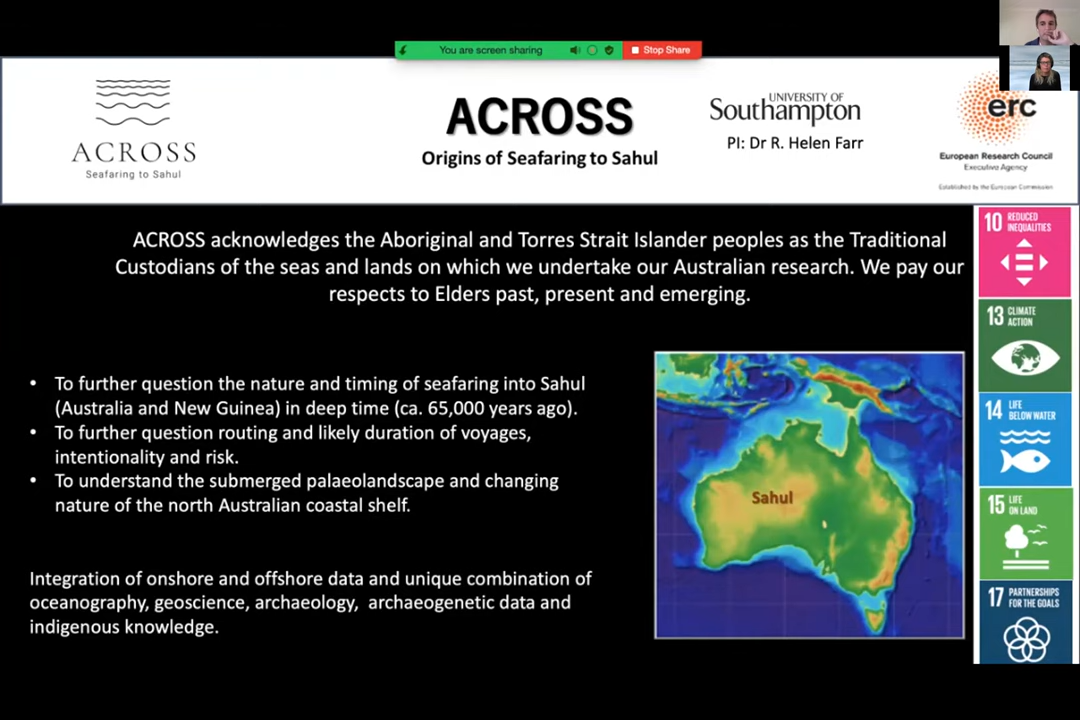 You are screen sharing
Stop Share
ACROSS
Seafaring to Sahul
ACROSS
Origins of Seafaring to Sahul
UNIVERSITY OF
Southampton
PI: Dr R. Helen Farr
erc
European Research Council
Executive Agency
Established by the European Commission
ACROSS acknowledges the Aboriginal and Torres Strait Islander peoples as the Traditional
Custodians of the seas and lands on which we undertake our Australian research. We pay our
respects to Elders past, present and emerging.
• To further question the nature and timing of seafaring into Sahul
(Australia and New Guinea) in deep time (ca. 65,000 years ago).
• To further question routing and likely duration of voyages,
intentionality and risk.
• To understand the submerged palaeolandscape and changing
nature of the north Australian coastal shelf.
Integration of onshore and offshore data and unique combination of
oceanography, geoscience, archaeology, archaeogenetic data and
indigenous knowledge.
Sahul
10 REDUCED
INEQUALITIES
13 CLIMATE
ACTION
14 LIFE
BELOW WATER
15 LIFE
ON LAND
17 PARTNERSHIPS
FOR THE GOALS